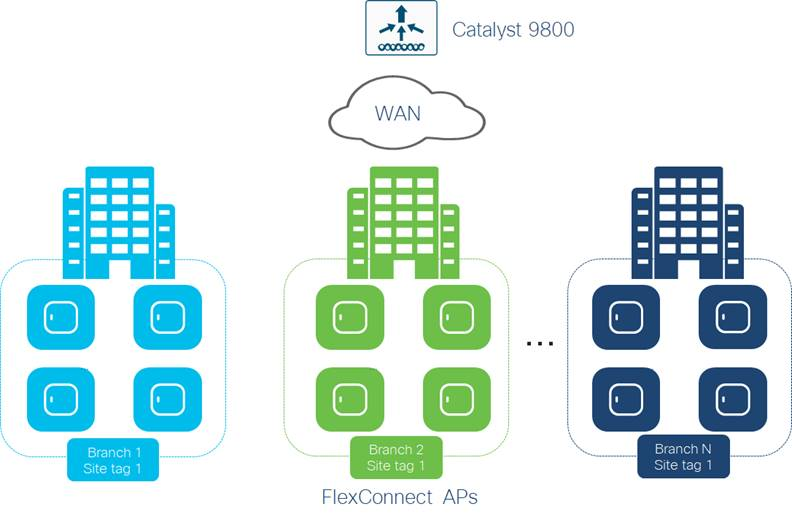 Catalyst 9800
WAN
...
Branch 1
Site tag 1
Branch 2
Site tag 1
Branch N
Site tag 1
FlexConnect APs